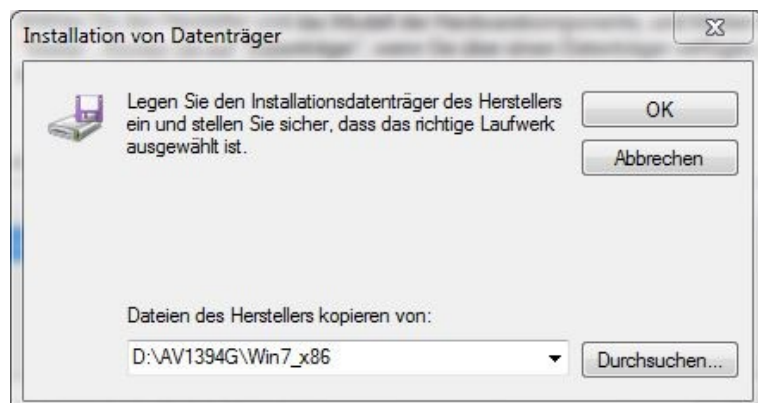 Installation von Datenträger
Legen Sie den Installationsdatenträger des Herstellers
ein und stellen Sie sicher, dass das richtige Laufwerk
ausgewählt ist.
OK
Abbrechen
Dateien des Herstellers kopieren von:
D:\AV1394G\Win7_x86
Durchsuchen...